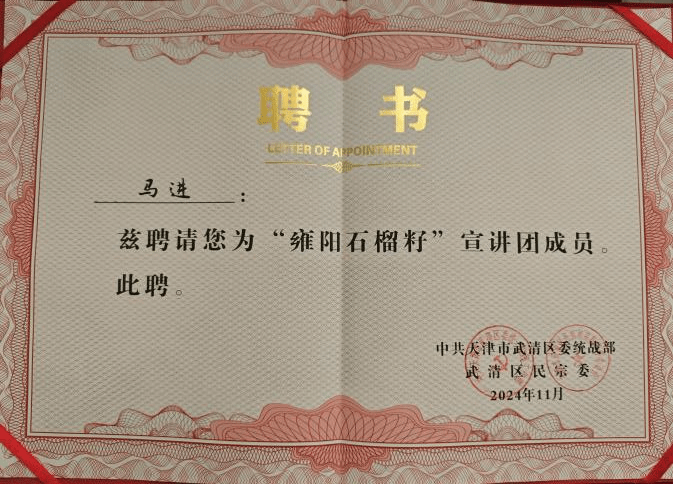 聘 书
LETTER OF APPOINTMENT
马进:
兹聘请您为“雍阳石榴籽”宣讲团成员。
此聘。
中共天津市武清区委统战部
武清区民宗委
2024年11月